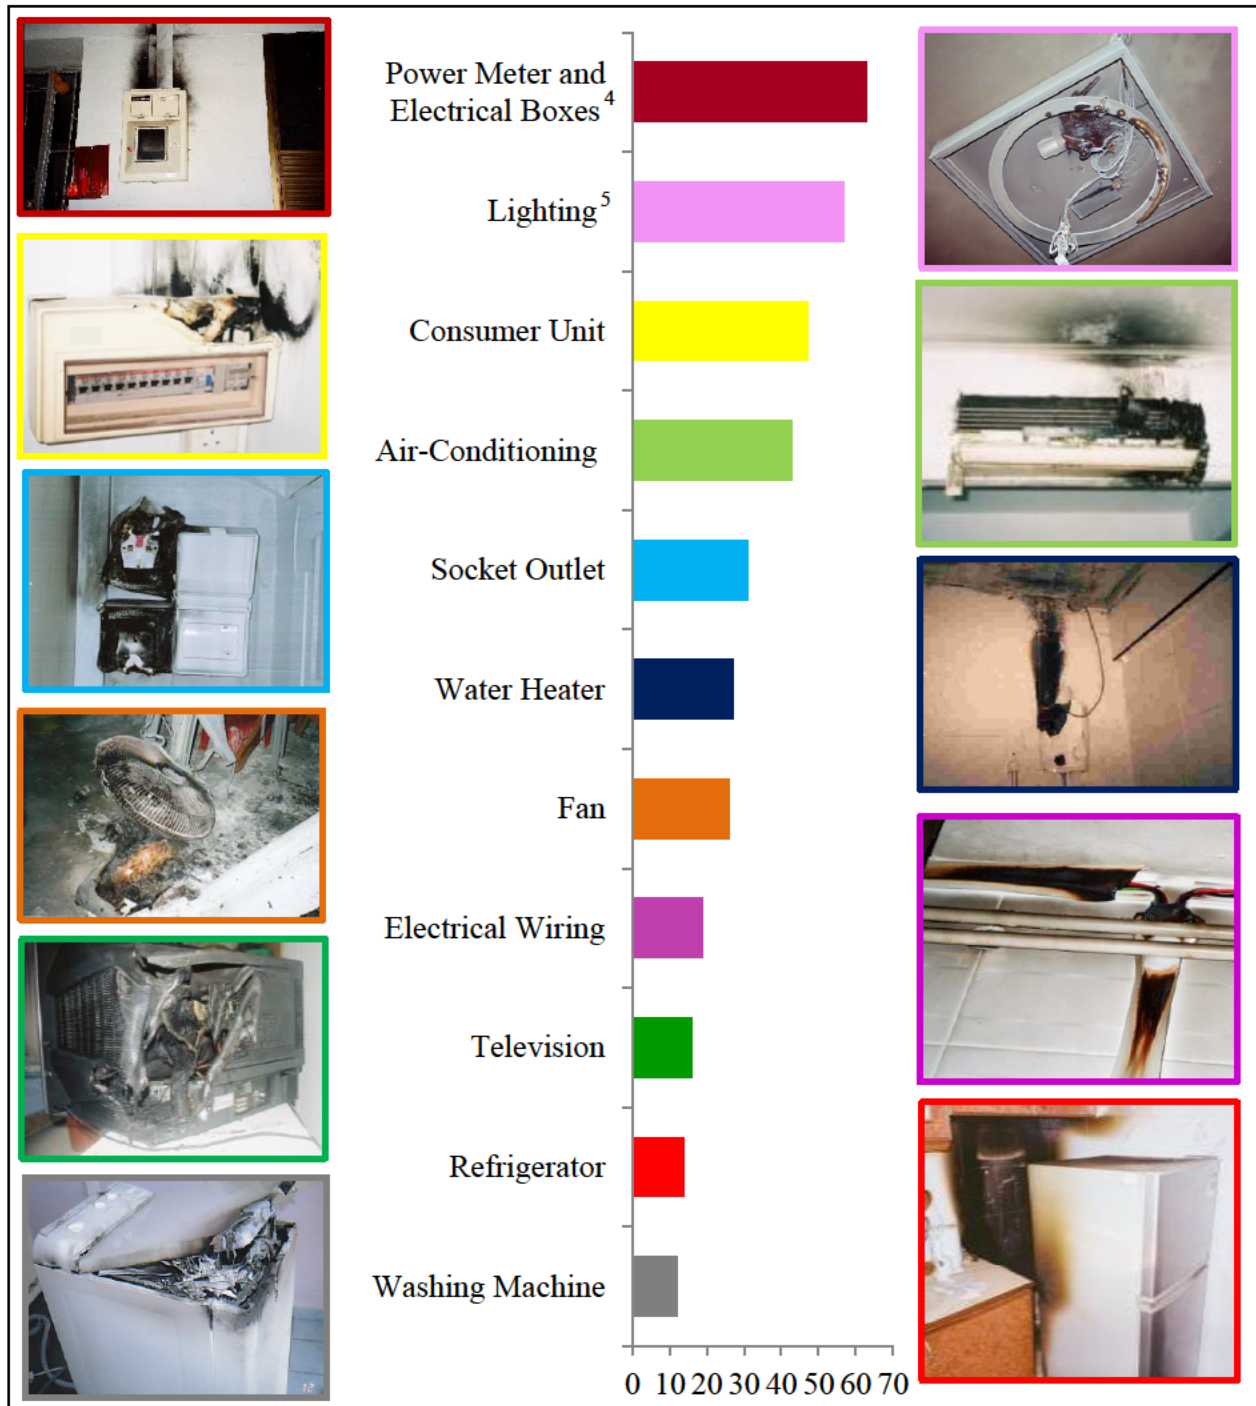 Power Meter and
Electrical Boxes⁴
Lighting⁵
Consumer Unit
Air-Conditioning
Socket Outlet
Water Heater
Fan
Electrical Wiring
Television
Refrigerator
Washing Machine
0 10 20 30 40 50 60 70